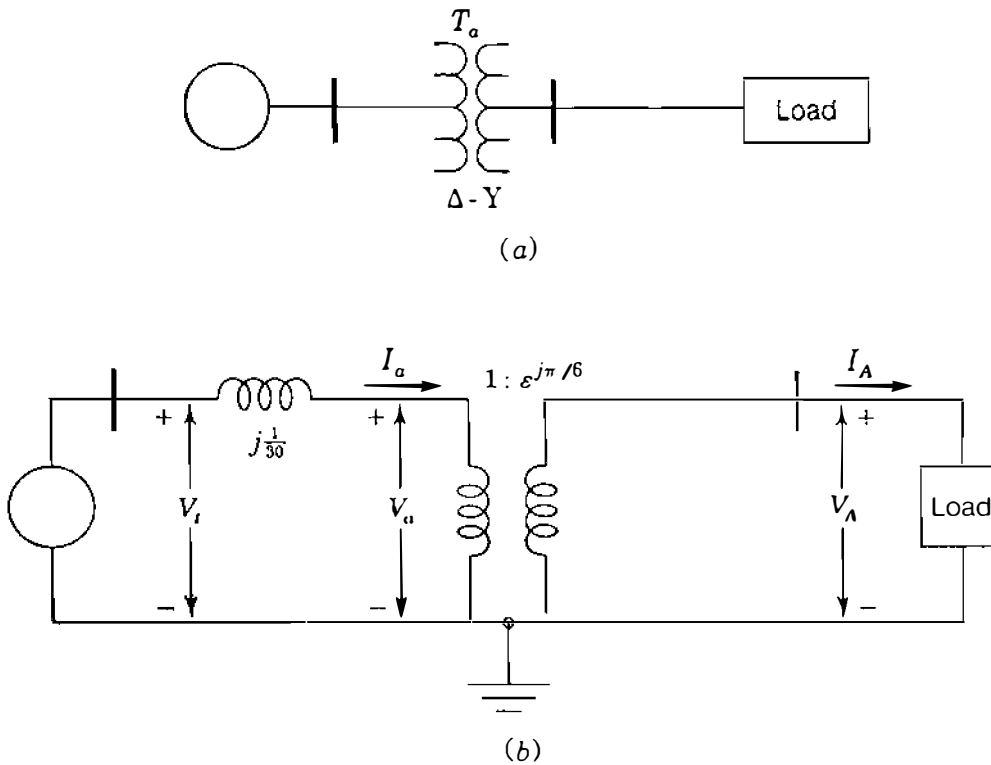 T_a
Load
Δ - Y
(a)
I_a
1 : ε^{jπ/6}
I_A
+
+
+
j 1/30
V_t
V_a
V_A
Load
−
−
−
(b)